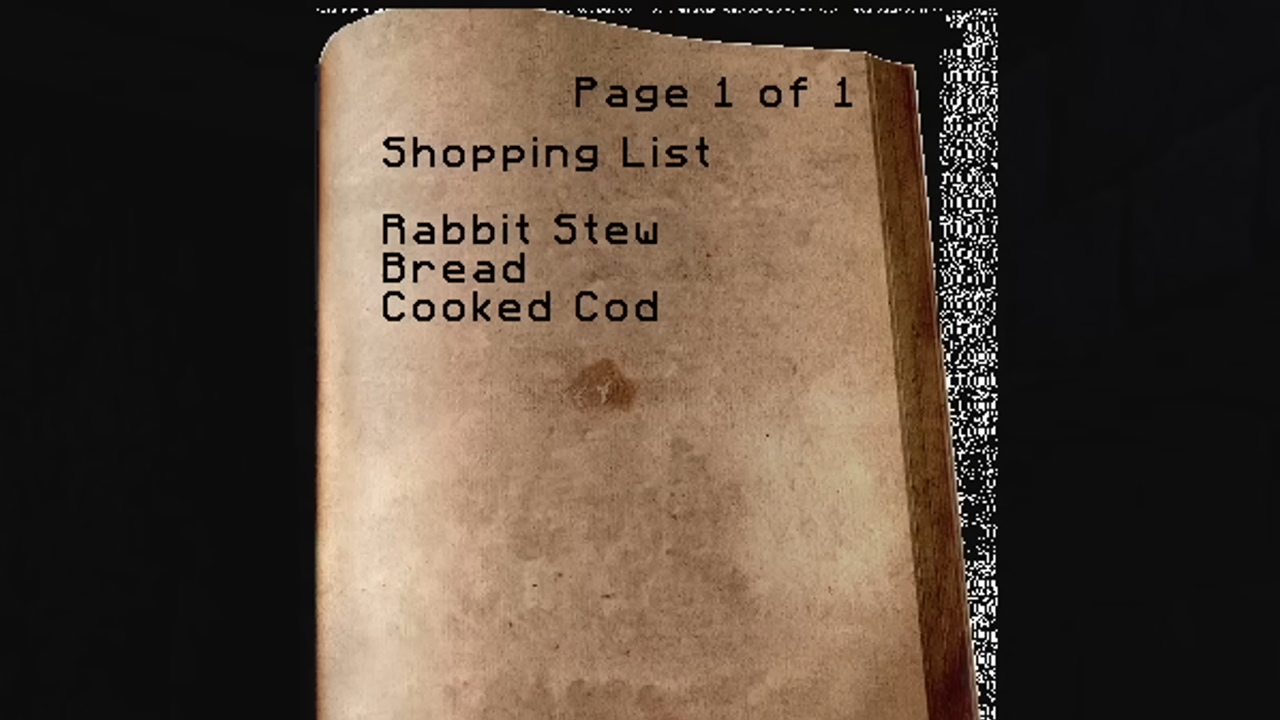 Page 1 of 1
Shopping List
Rabbit Stew
Bread
Cooked Cod